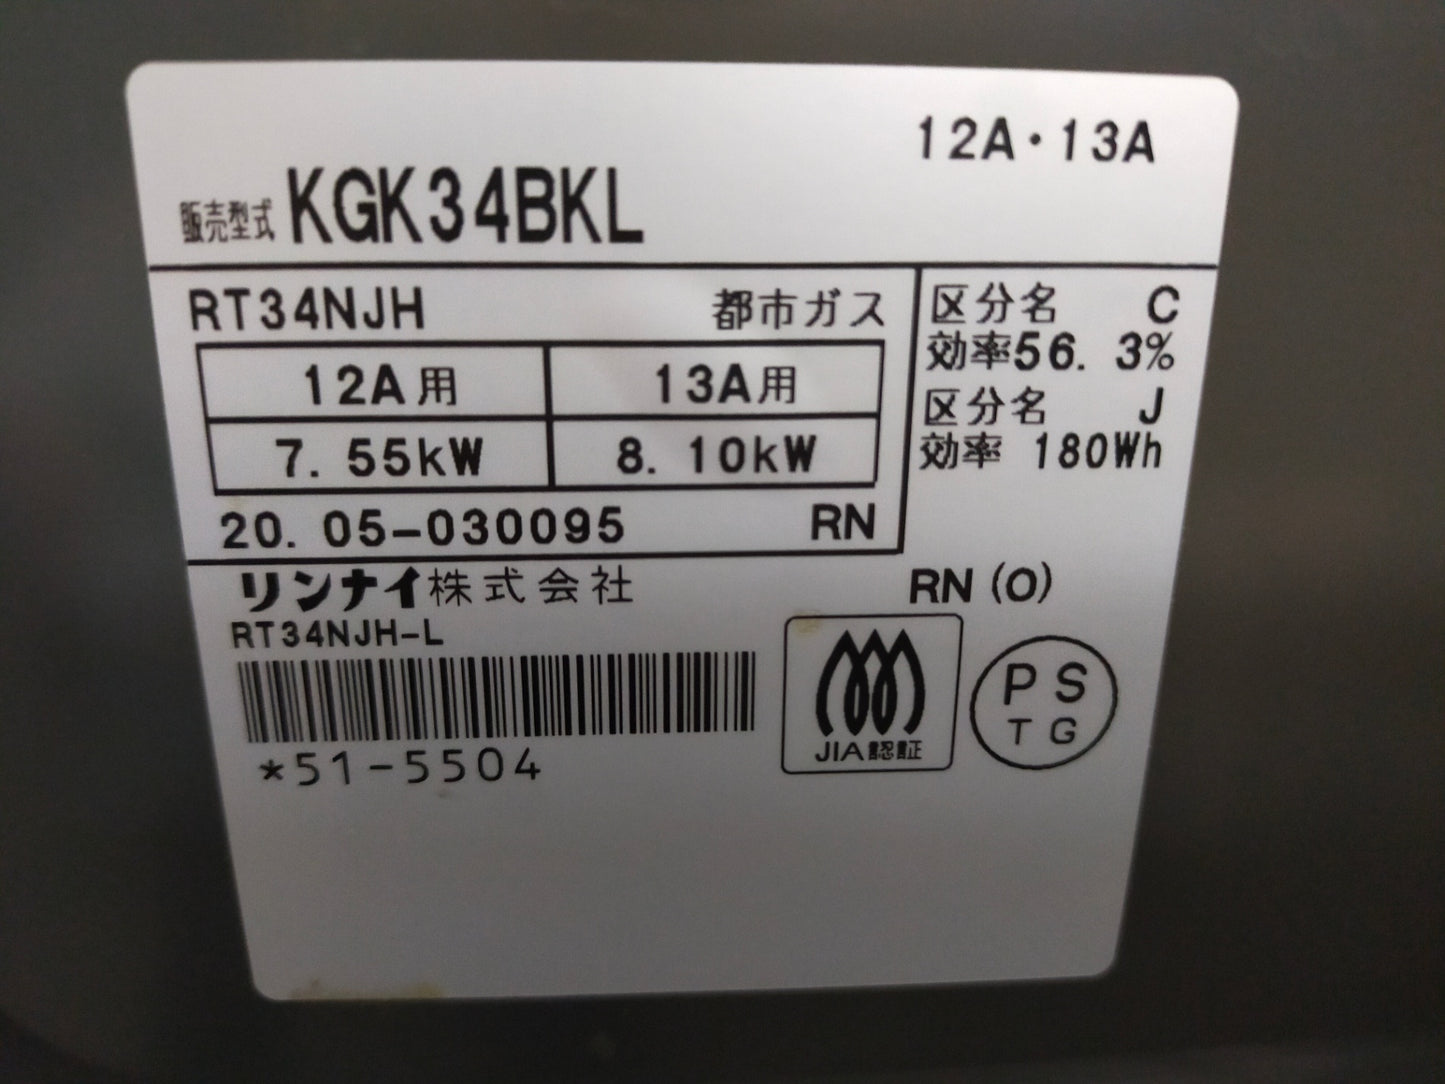 12A・13A
販売型式 KGK34BKL
RT34NJH 都市ガス
12A用 13A用
7.55kW 8.10kW
20.05-030095 RN
区分名 C
効率56.3%
区分名 J
効率 180Wh
リンナイ株式会社 RN(O)
RT34NJH-L
*51-5504
JIA認証
PS
TG